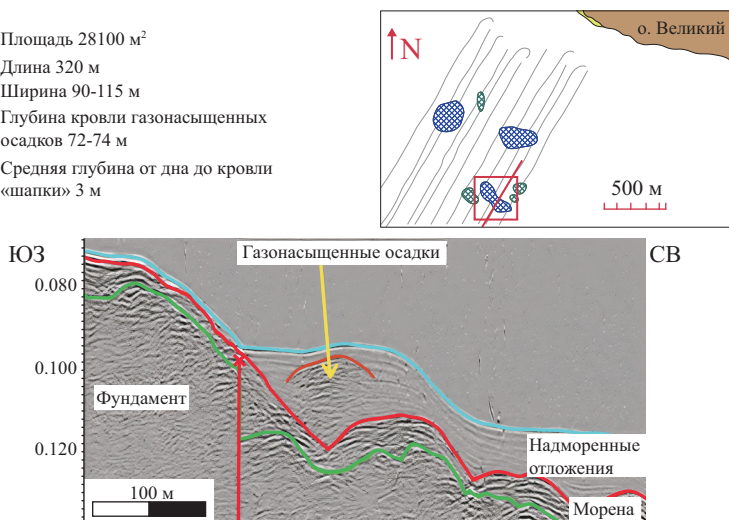 Площадь 28100 м²
Длина 320 м
Ширина 90-115 м
Глубина кровли газонасыщенных
осадков 72-74 м
Средняя глубина от дна до кровли
«шапки» 3 м
о. Великий
N
500 м
ЮЗ
Газонасыщенные осадки
СВ
0.080
0.100
Фундамент
0.120
Надморенные
отложения
100 м
Морена